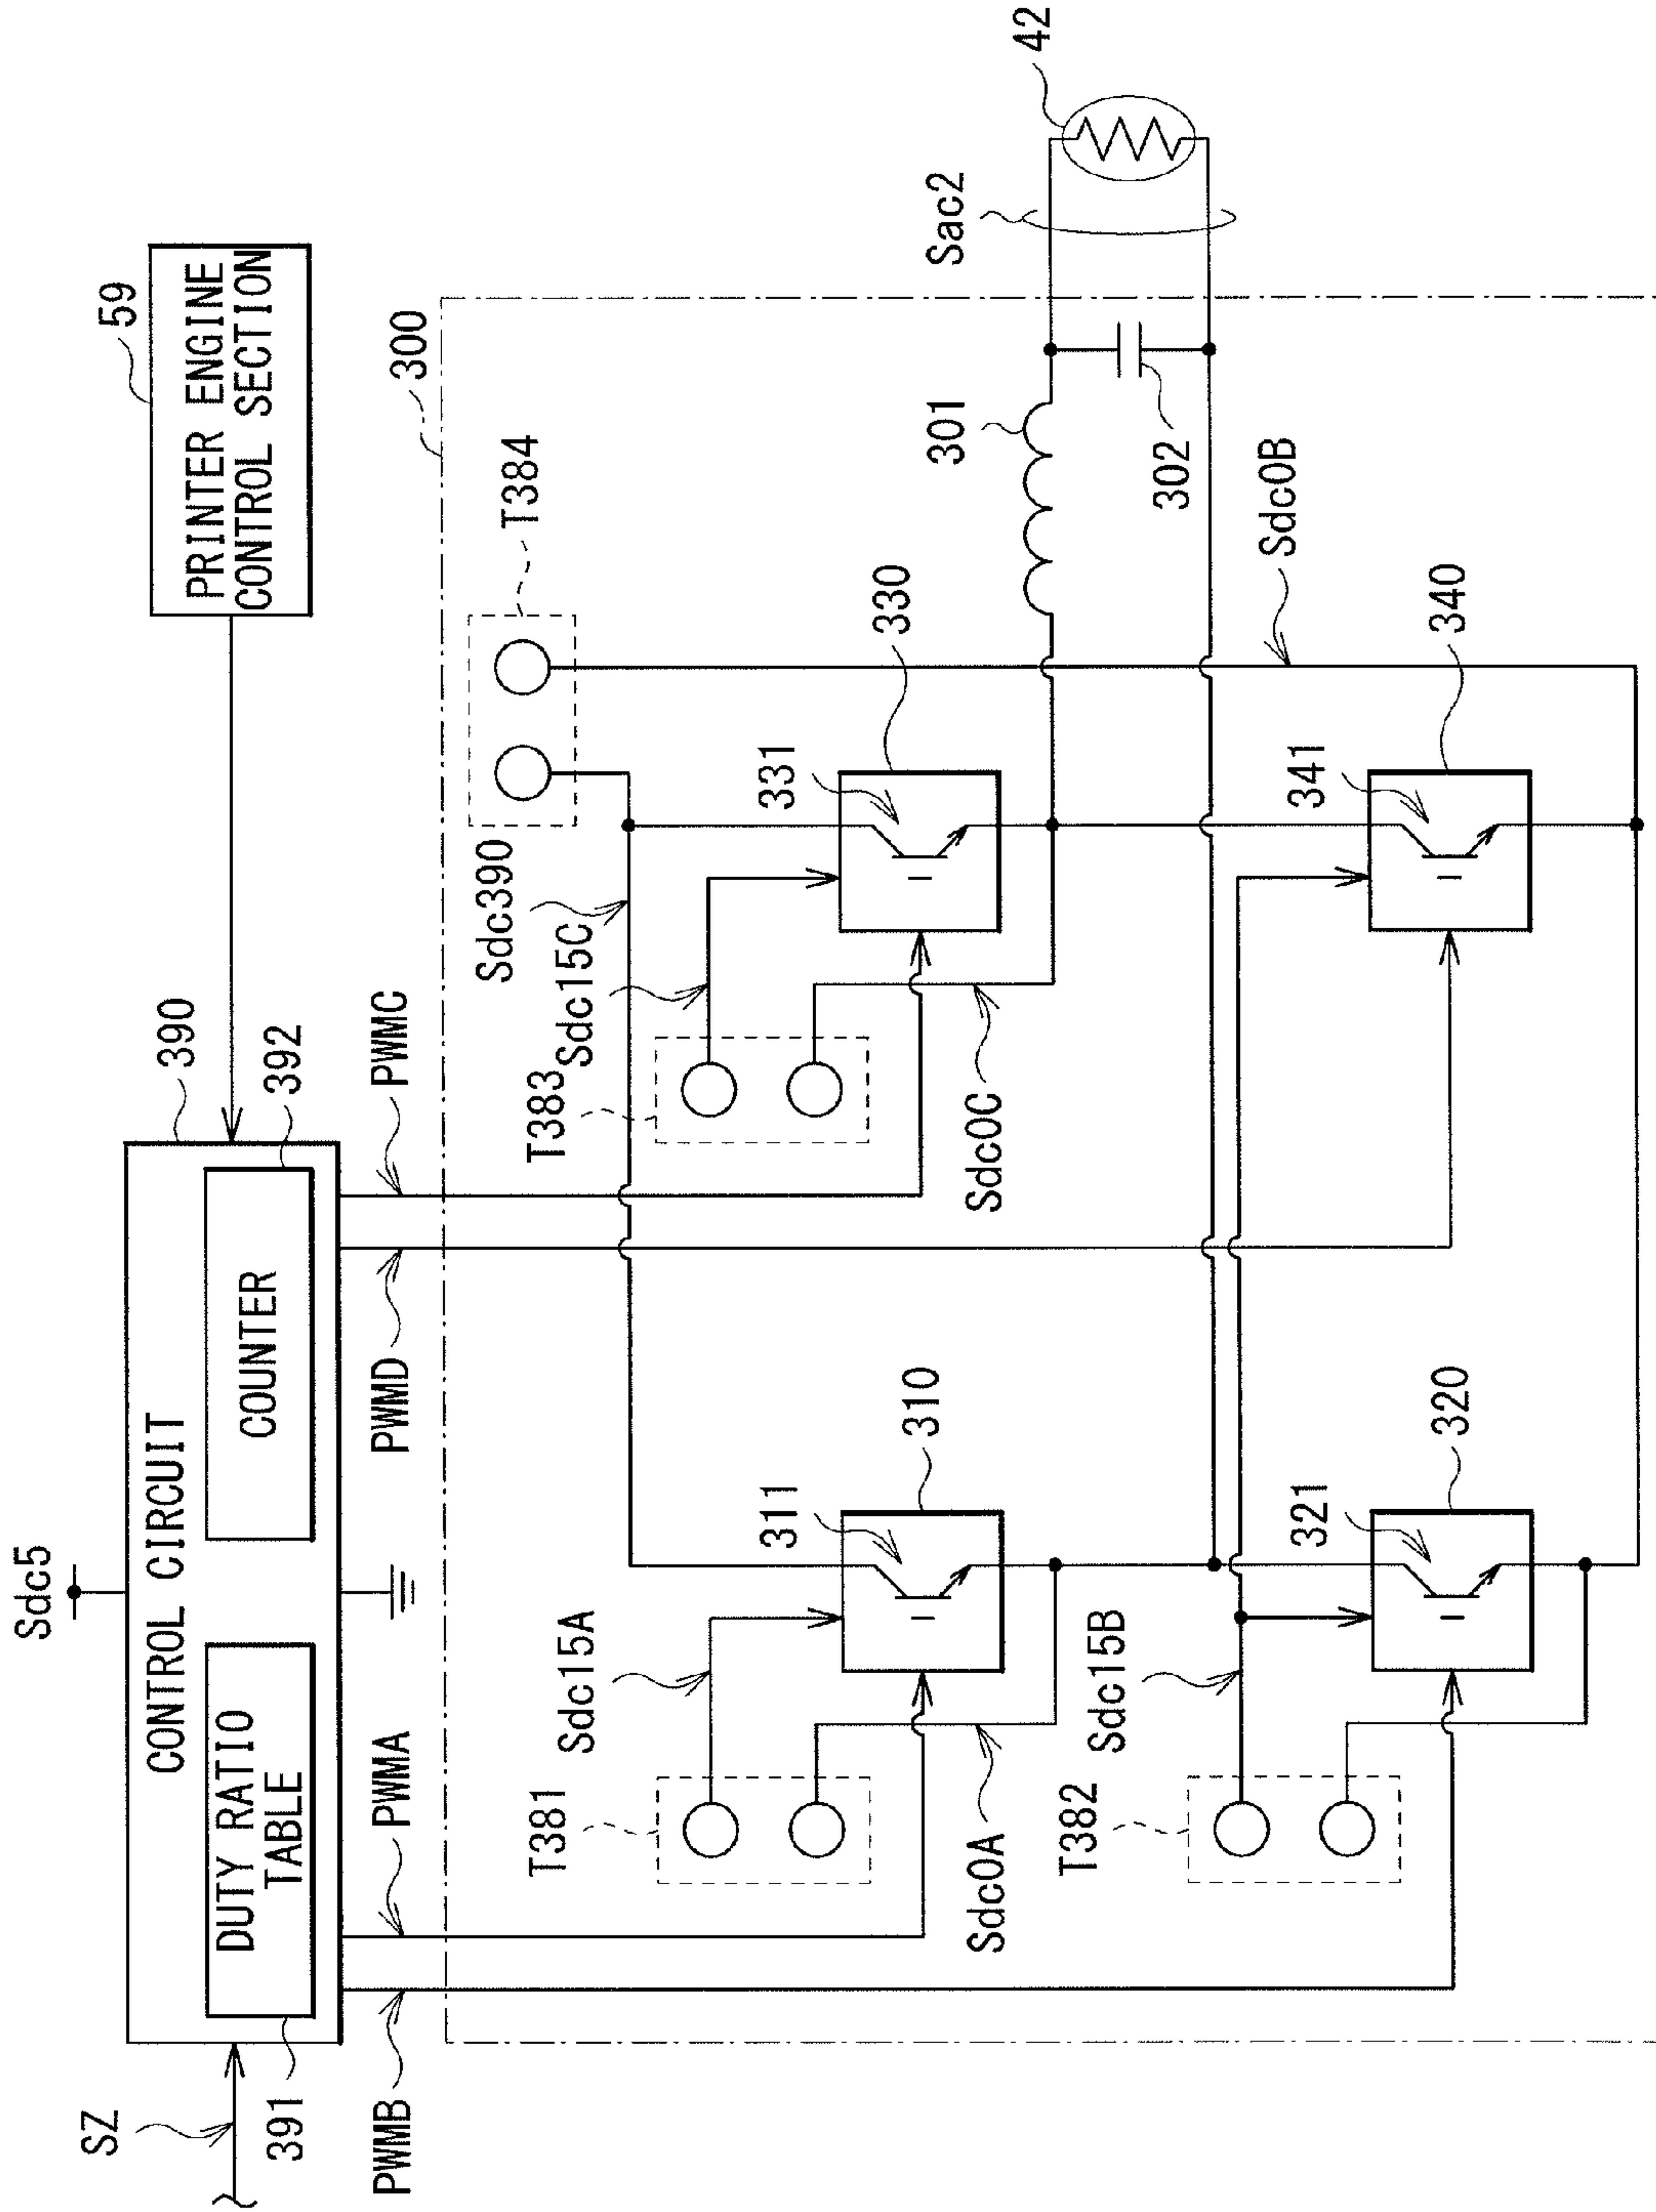 Sdc5
SZ
CONTROL CIRCUIT
390
DUTY RATIO
TABLE
391
COUNTER
392
PRINTER ENGINE
CONTROL SECTION
59
PWMB
PWMA
PWMD
PWMC
300
T384
Sdc390
T381
Sdc15A
311
310
Sdc0A
T383
Sdc15C
331
330
Sdc0C
301
302
Sac2
42
T382
Sdc15B
321
320
341
340
Sdc0B